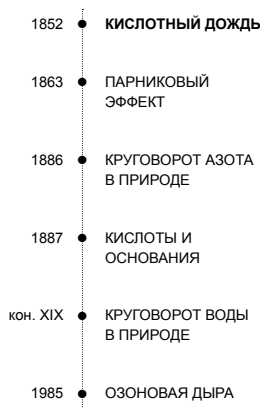 1852 КИСЛОТНЫЙ ДОЖДЬ
1863 ПАРНИКОВЫЙ
ЭФФЕКТ
1886 КРУГОВОРОТ АЗОТА
В ПРИРОДЕ
1887 КИСЛОТЫ И
ОСНОВАНИЯ
кон. XIX КРУГОВОРОТ ВОДЫ
В ПРИРОДЕ
1985 ОЗОНОВАЯ ДЫРА